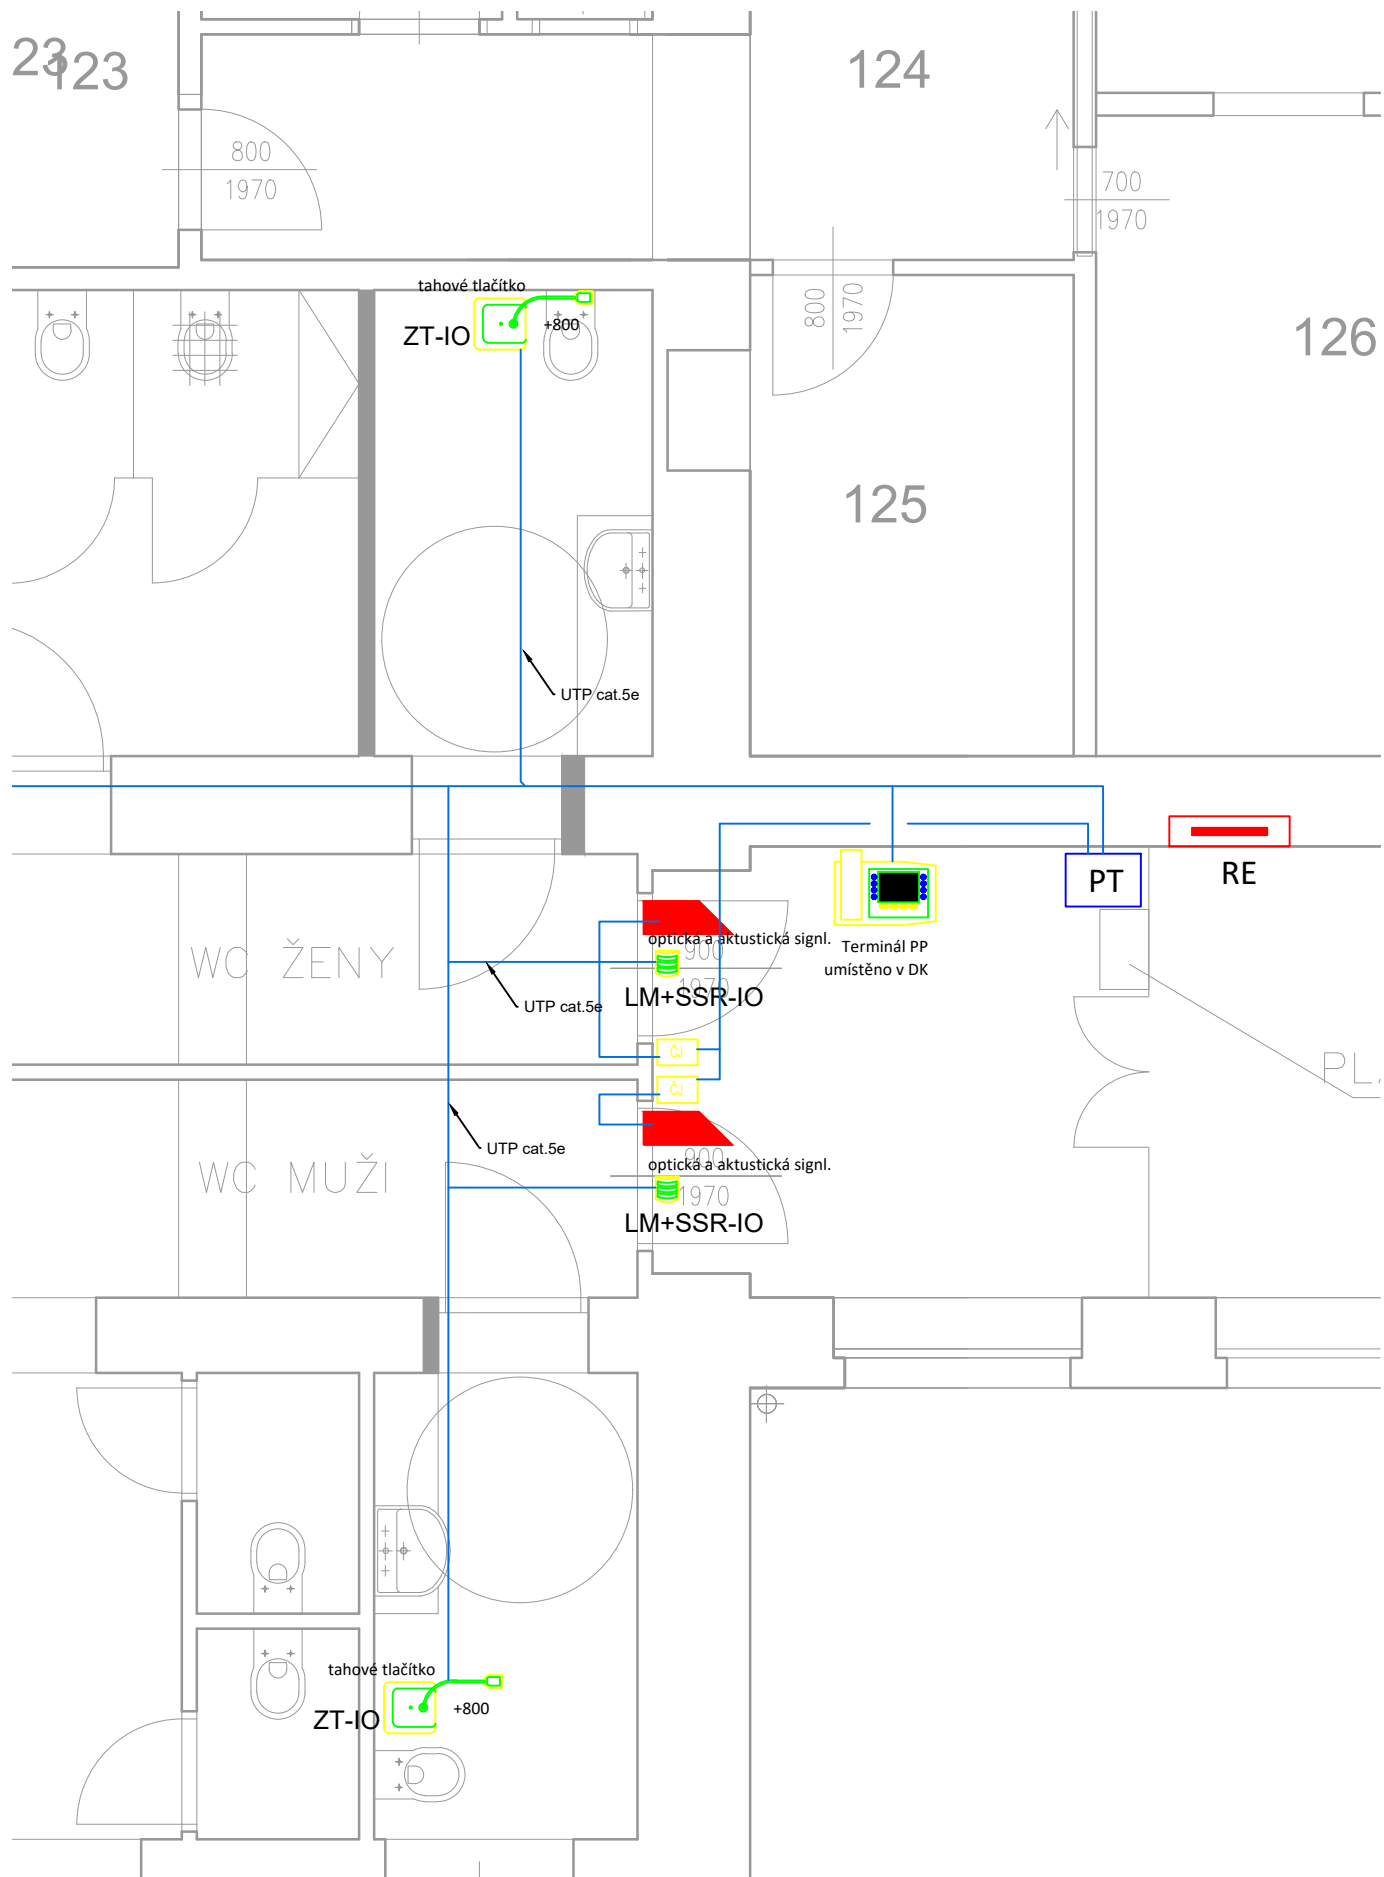 23
123
124
800
1970
700
1970
tahové tlačítko
+800
ZT-IO
800
1970
126
125
UTP cat.5e
PT
RE
optická a aktustická signl.
Terminál PP
umístěno v DK
WC ŽENY
900
1970
UTP cat.5e
LM+SSR-IO
UTP cat.5e
WC MUŽI
optická a aktustická signl.
900
1970
LM+SSR-IO
tahové tlačítko
+800
ZT-IO